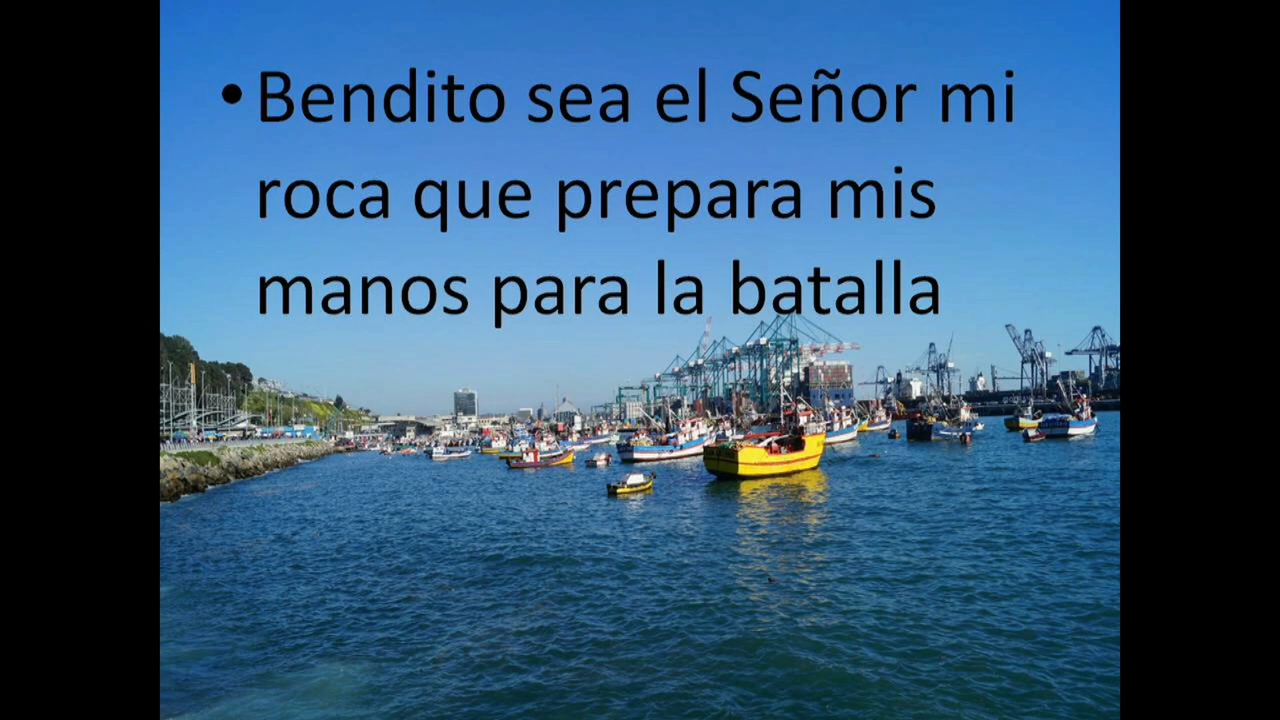 • Bendito sea el Señor mi
roca que prepara mis
manos para la batalla